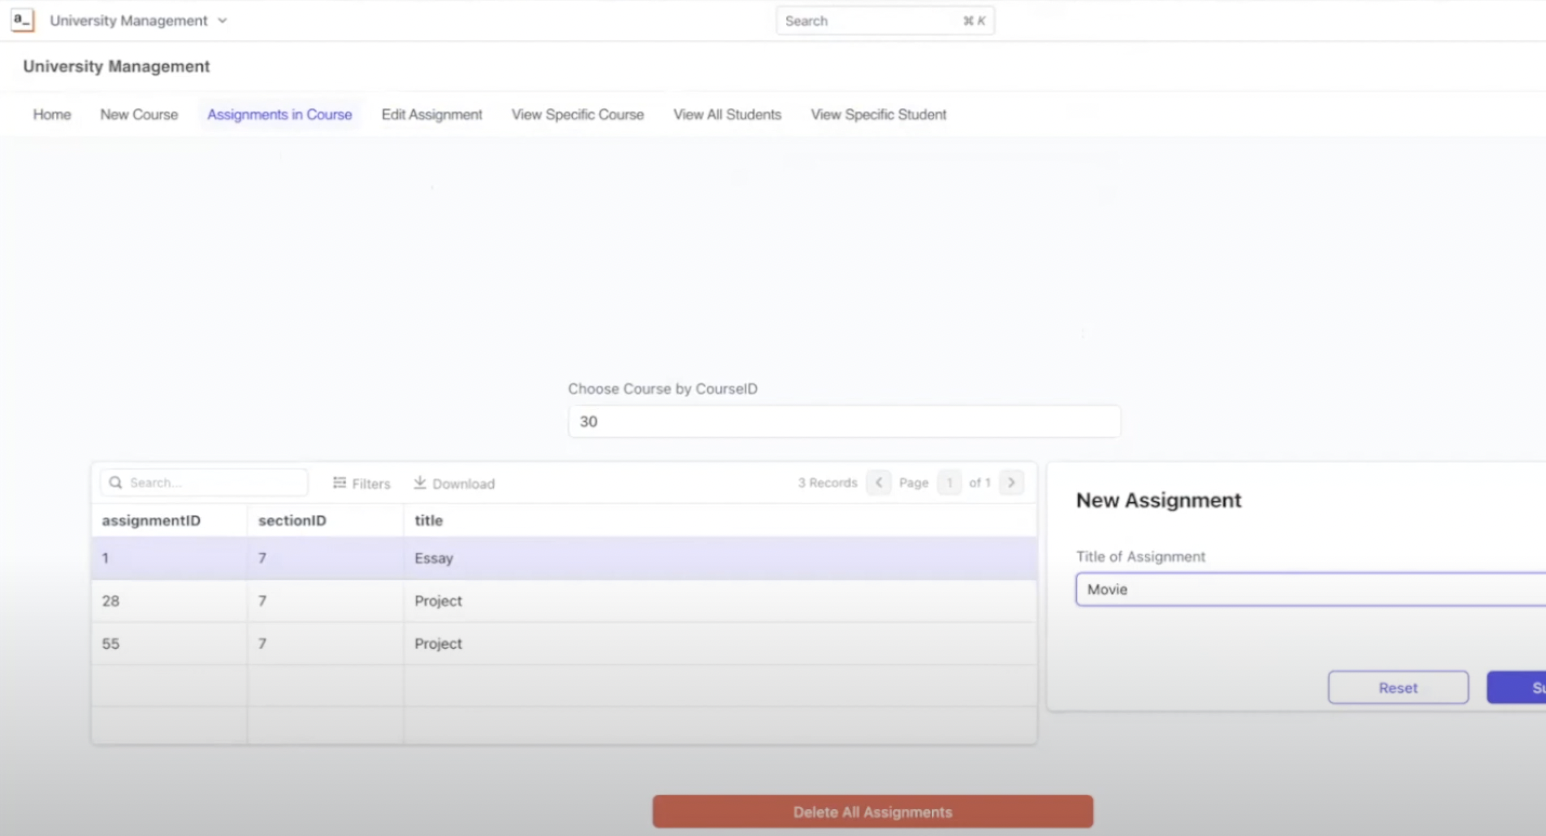 a_ University Management Search ⌘ K
University Management
Home New Course Assignments in Course Edit Assignment View Specific Course View All Students View Specific Student
Choose Course by CourseID
30
Search... Filters Download 3 Records Page 1 of 1
assignmentID sectionID title
1 7 Essay
28 7 Project
55 7 Project
New Assignment
Title of Assignment
Movie
Reset Su
Delete All Assignments